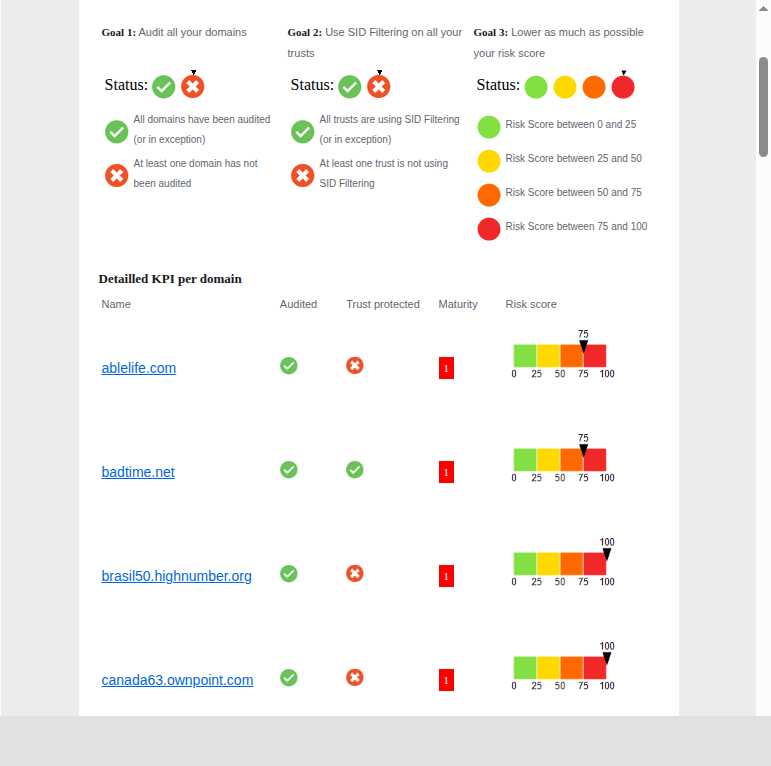 Goal 1: Audit all your domains
Goal 2: Use SID Filtering on all your
trusts
Goal 3: Lower as much as possible
your risk score
Status:
Status:
Status:
All domains have been audited
(or in exception)
At least one domain has not
been audited
All trusts are using SID Filtering
(or in exception)
At least one trust is not using
SID Filtering
Risk Score between 0 and 25
Risk Score between 25 and 50
Risk Score between 50 and 75
Risk Score between 75 and 100
Detailled KPI per domain
Name Audited Trust protected Maturity Risk score
75
ablelife.com 1
0 25 50 75 100
75
badtime.net 1
0 25 50 75 100
100
brasil50.highnumber.org 1
0 25 50 75 100
100
canada63.ownpoint.com 1
0 25 50 75 100